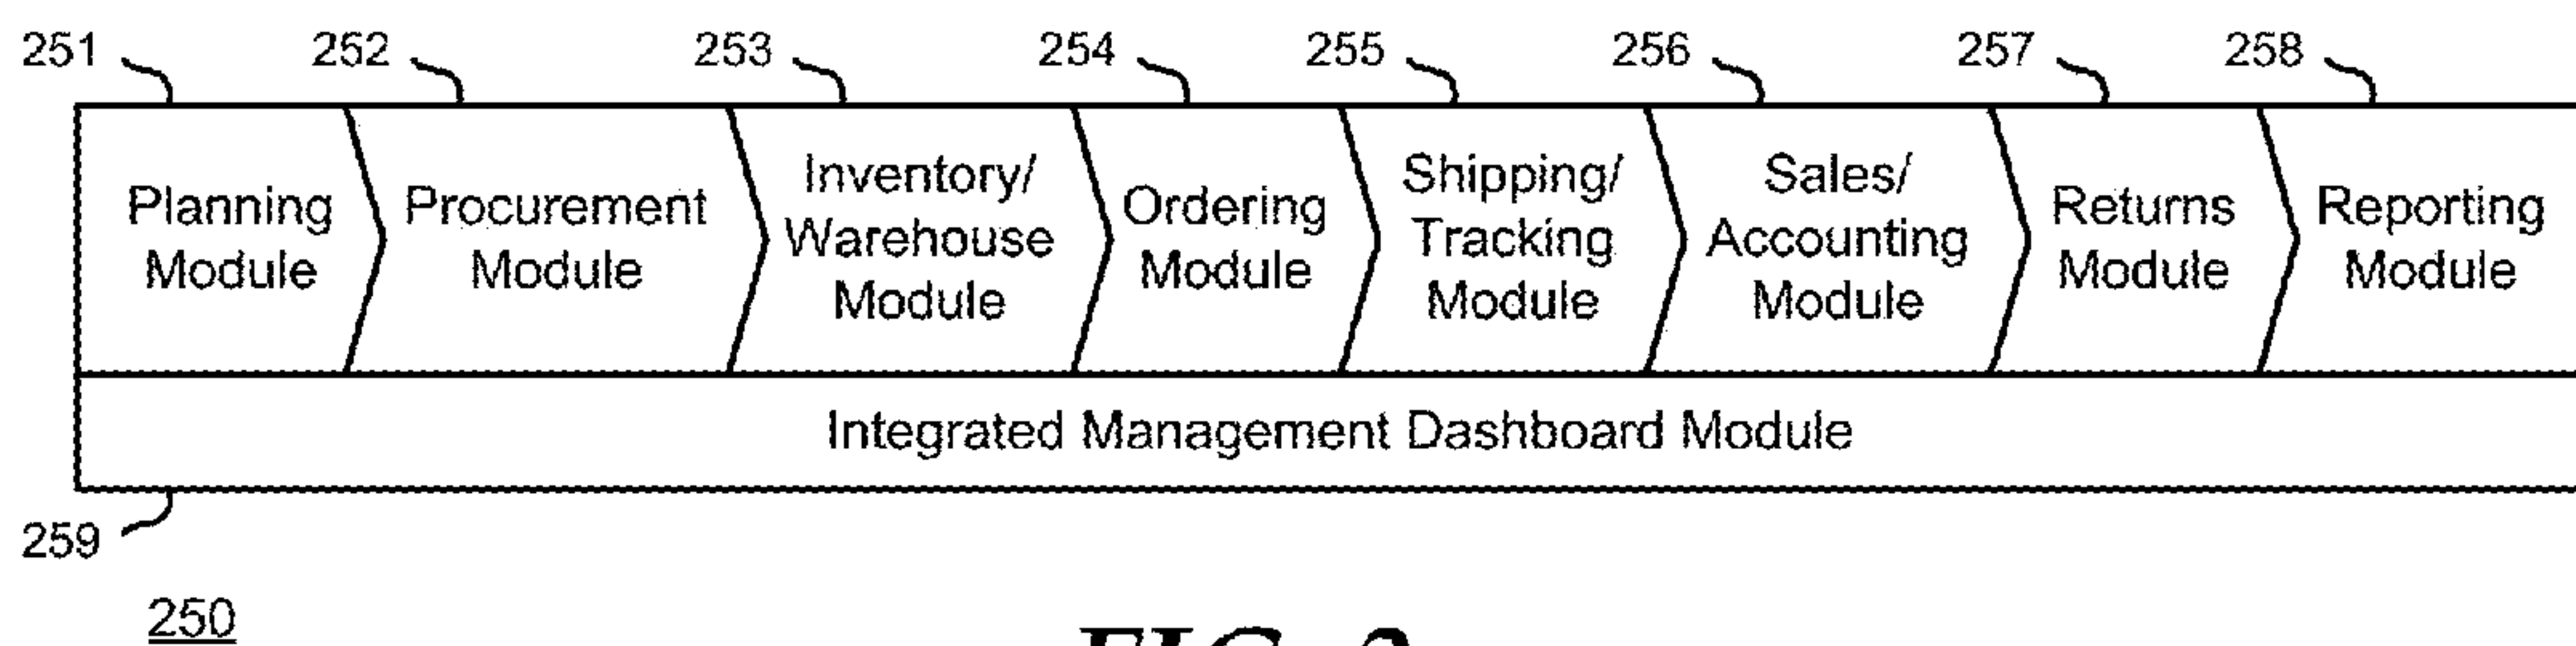 251 252 253 254 255 256 257 258
Planning
Module
Procurement
Module
Inventory/
Warehouse
Module
Ordering
Module
Shipping/
Tracking
Module
Sales/
Accounting
Module
Returns
Module
Reporting
Module
Integrated Management Dashboard Module
259
250